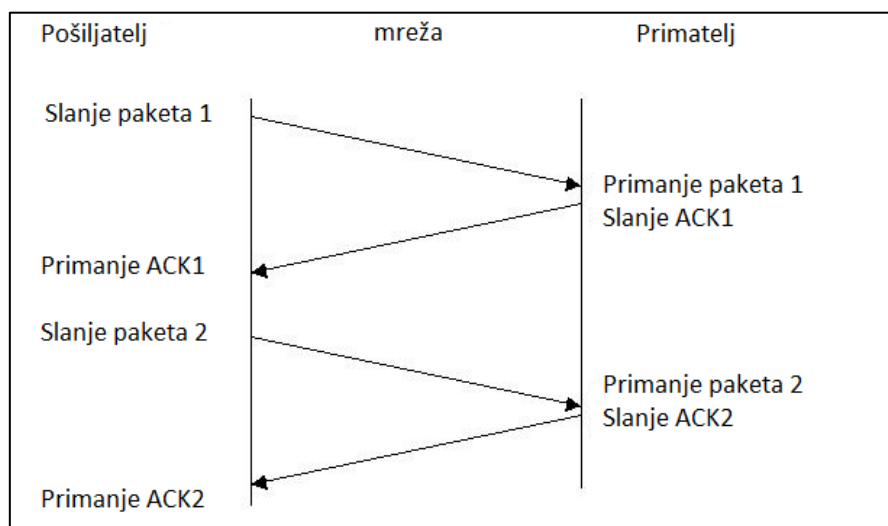 Pošiljatelj mreža Primatelj
Slanje paketa 1
Primanje paketa 1
Slanje ACK1
Primanje ACK1
Slanje paketa 2
Primanje paketa 2
Slanje ACK2
Primanje ACK2